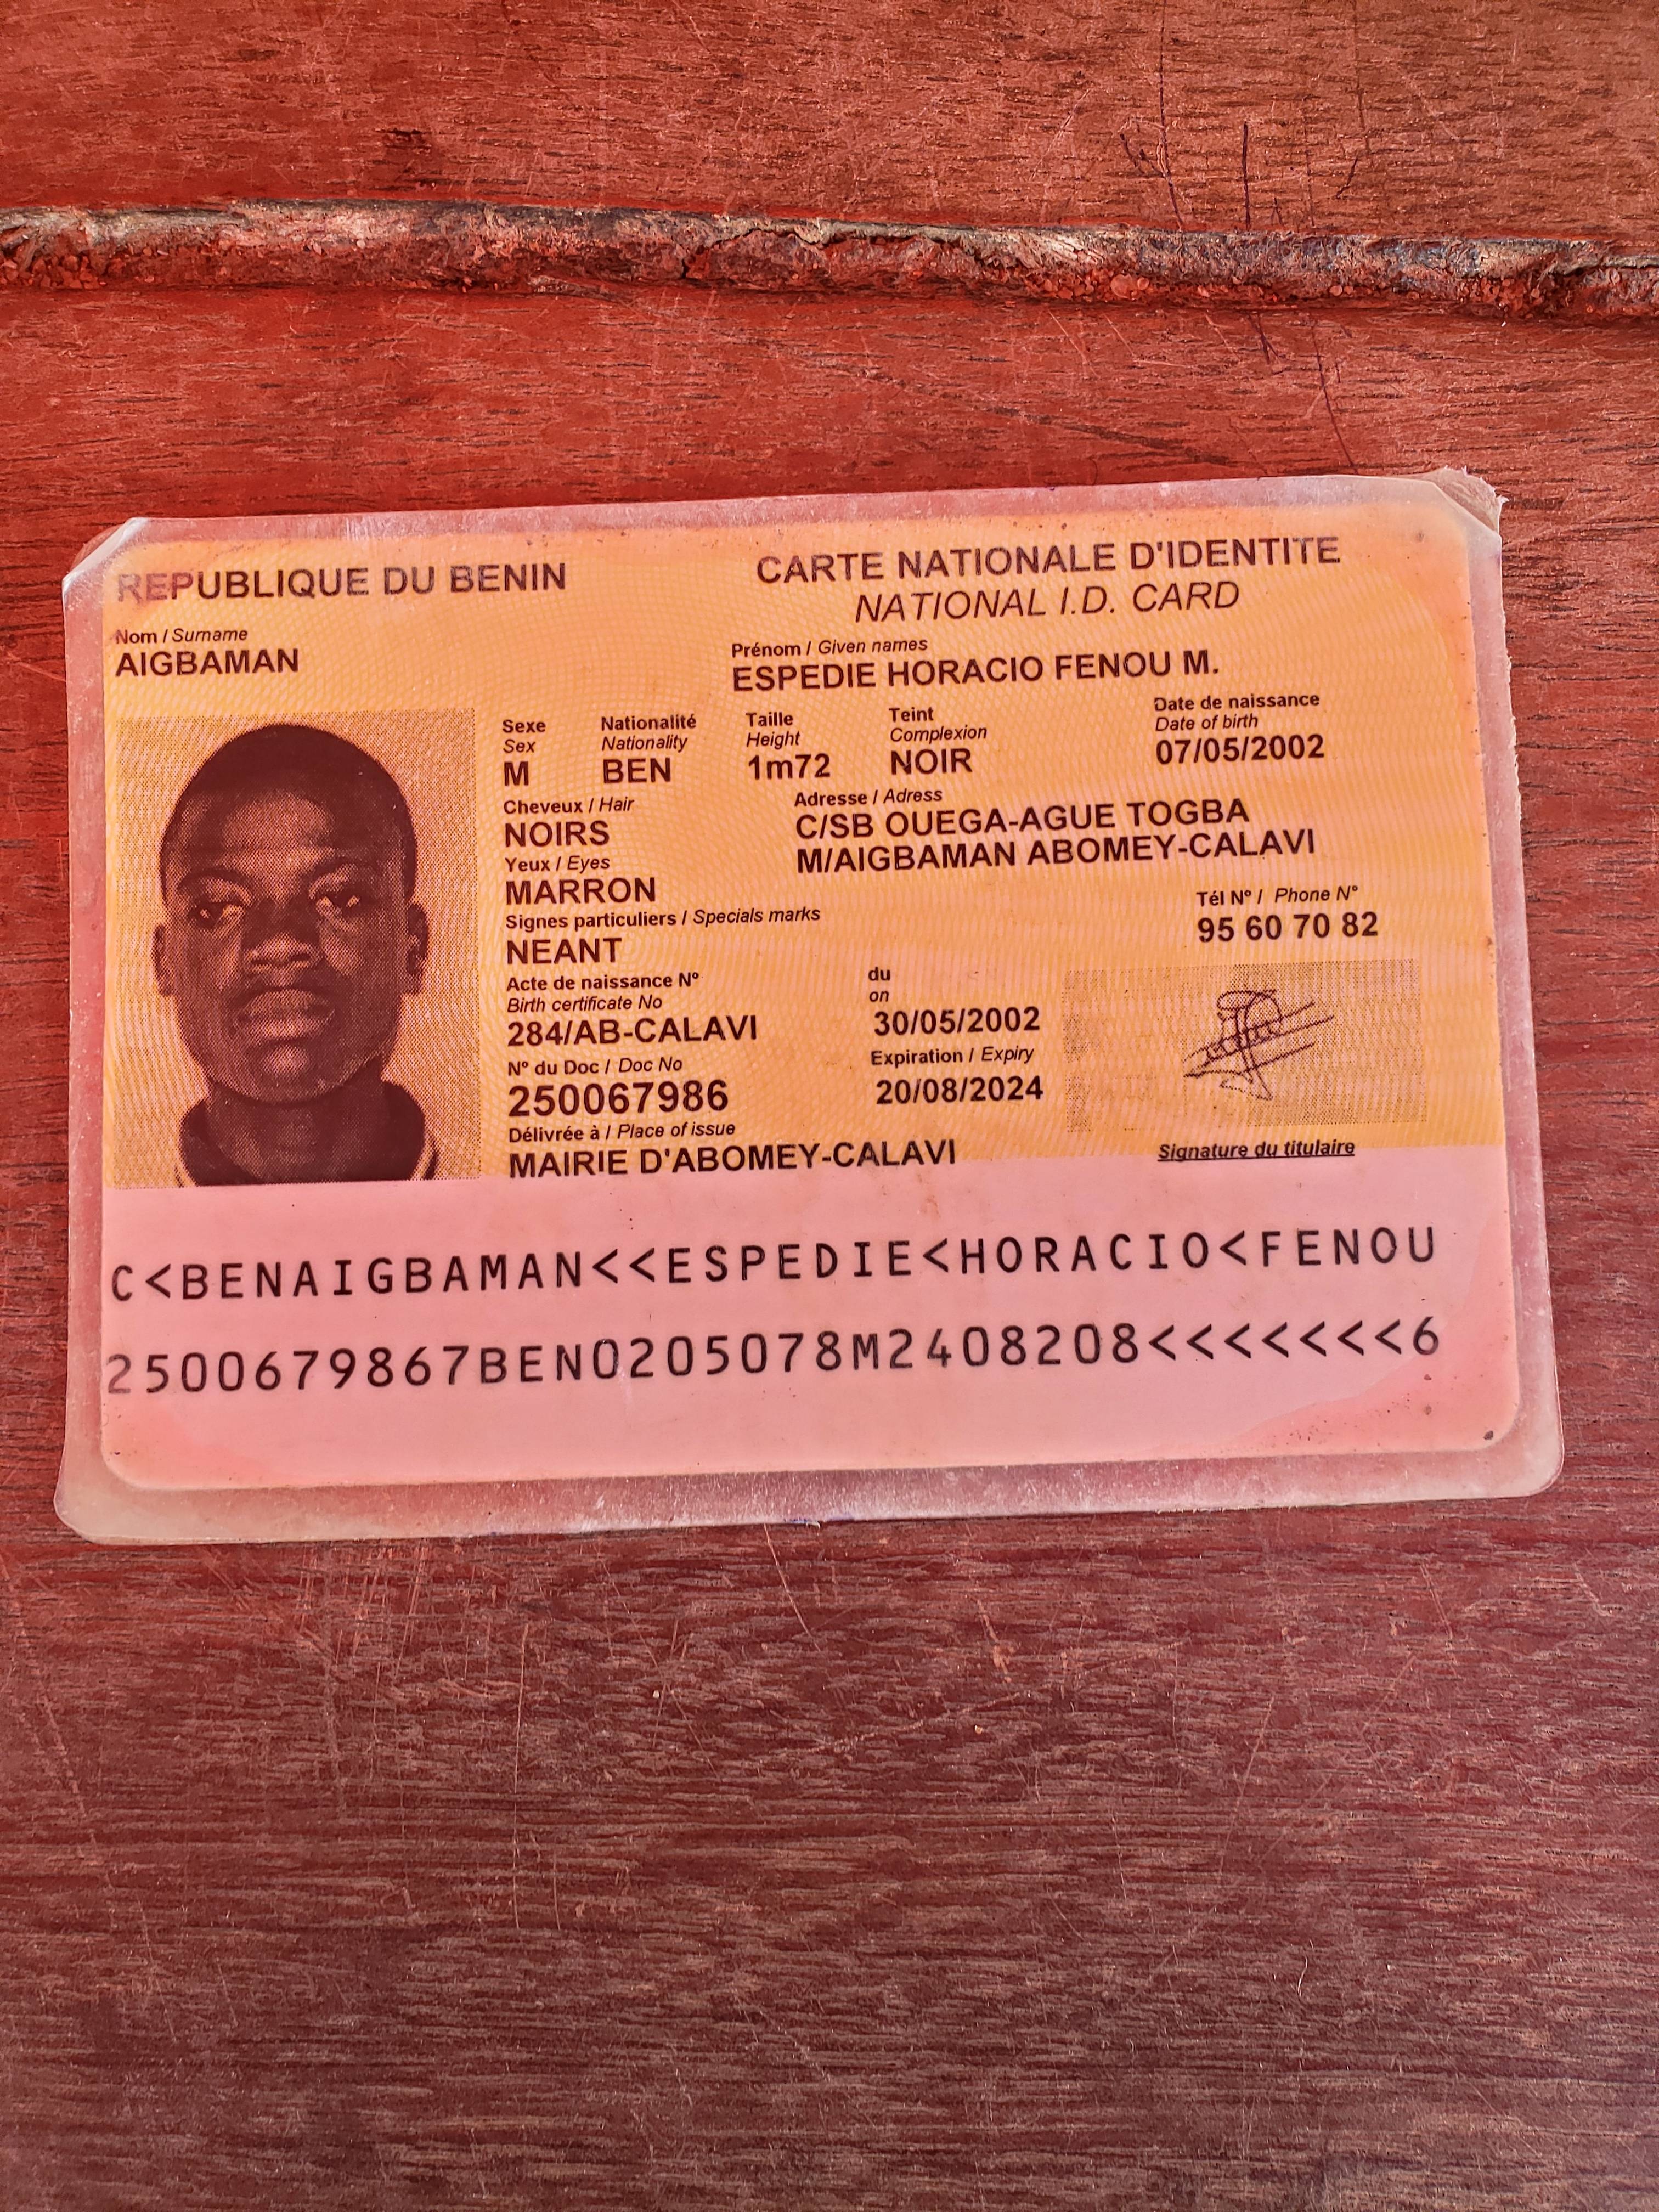 REPUBLIQUE DU BENIN
CARTE NATIONALE D'IDENTITE
NATIONAL I.D. CARD
Nom / Surname
AIGBAMAN
Prénom / Given names
ESPEDIE HORACIO FENOU M.
Sexe Nationalité Taille Teint Date de naissance
Sex Nationality Height Complexion Date of birth
M BEN 1m72 NOIR 07/05/2002
Cheveux / Hair Adresse / Adress
NOIRS C/SB OUEGA-AGUE TOGBA
Yeux / Eyes M/AIGBAMAN ABOMEY-CALAVI
MARRON
Signes particuliers / Specials marks Tél N° / Phone N°
NEANT 95 60 70 82
Acte de naissance N° du
Birth certificate No on
284/AB-CALAVI 30/05/2002
N° du Doc / Doc No Expiration / Expiry
250067986 20/08/2024
Délivrée à / Place of issue
MAIRIE D'ABOMEY-CALAVI Signature du titulaire
C<BENAIGBAMAN<<ESPEDIE<HORACIO<FENOU
2500679867BEN0205078M2408208<<<<<<<6